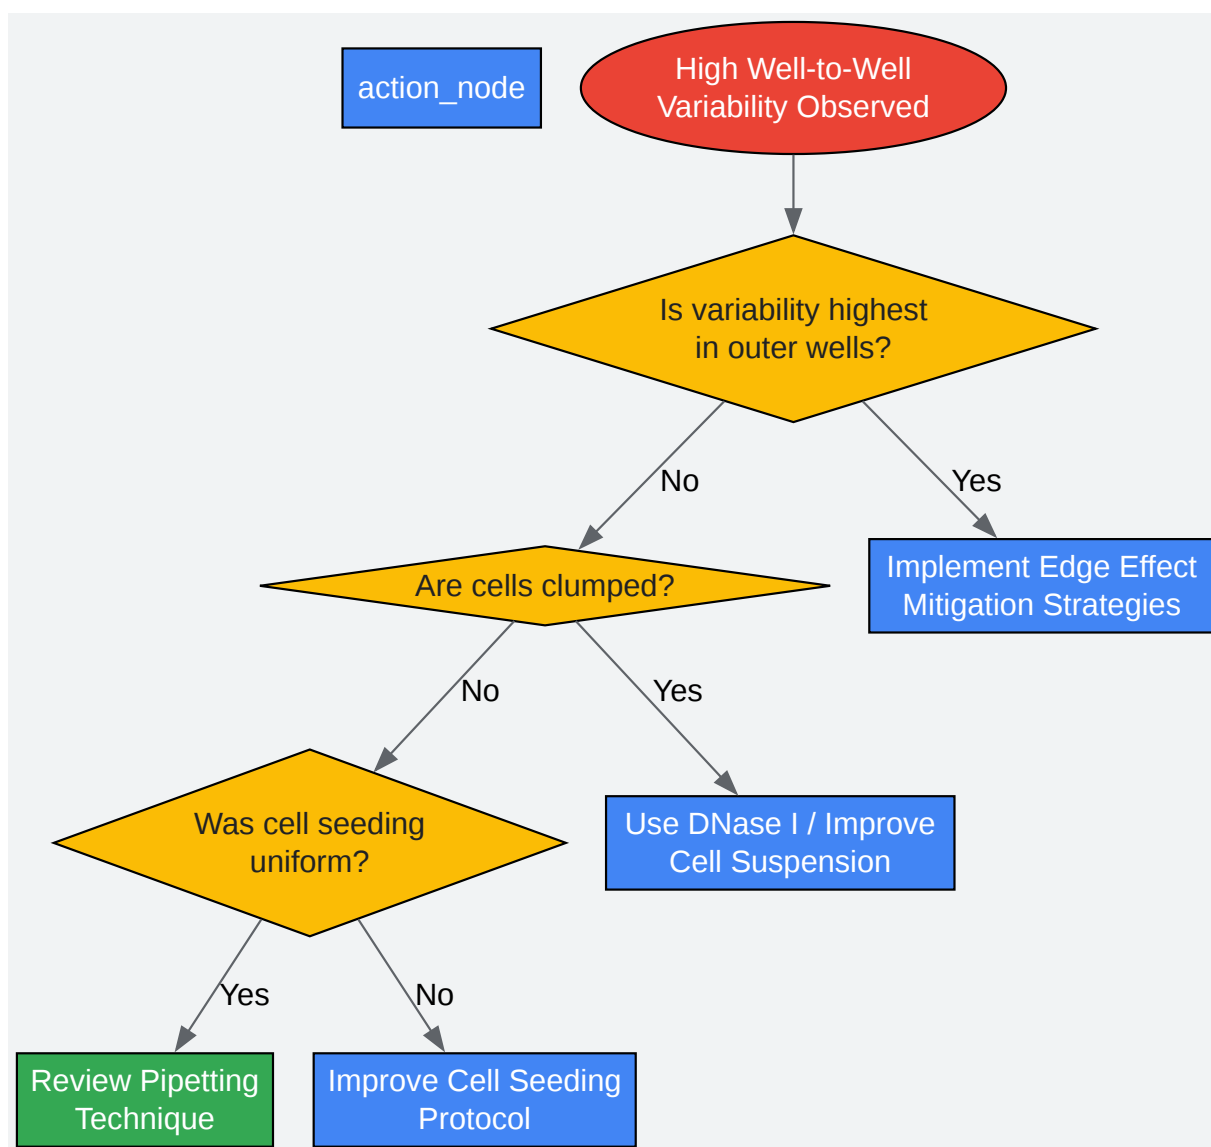 action_node
High Well-to-Well
Variability Observed
Is variability highest
in outer wells?
No
Yes
Are cells clumped?
Implement Edge Effect
Mitigation Strategies
No
Yes
Was cell seeding
uniform?
Use DNase I / Improve
Cell Suspension
Yes
No
Review Pipetting
Technique
Improve Cell Seeding
Protocol